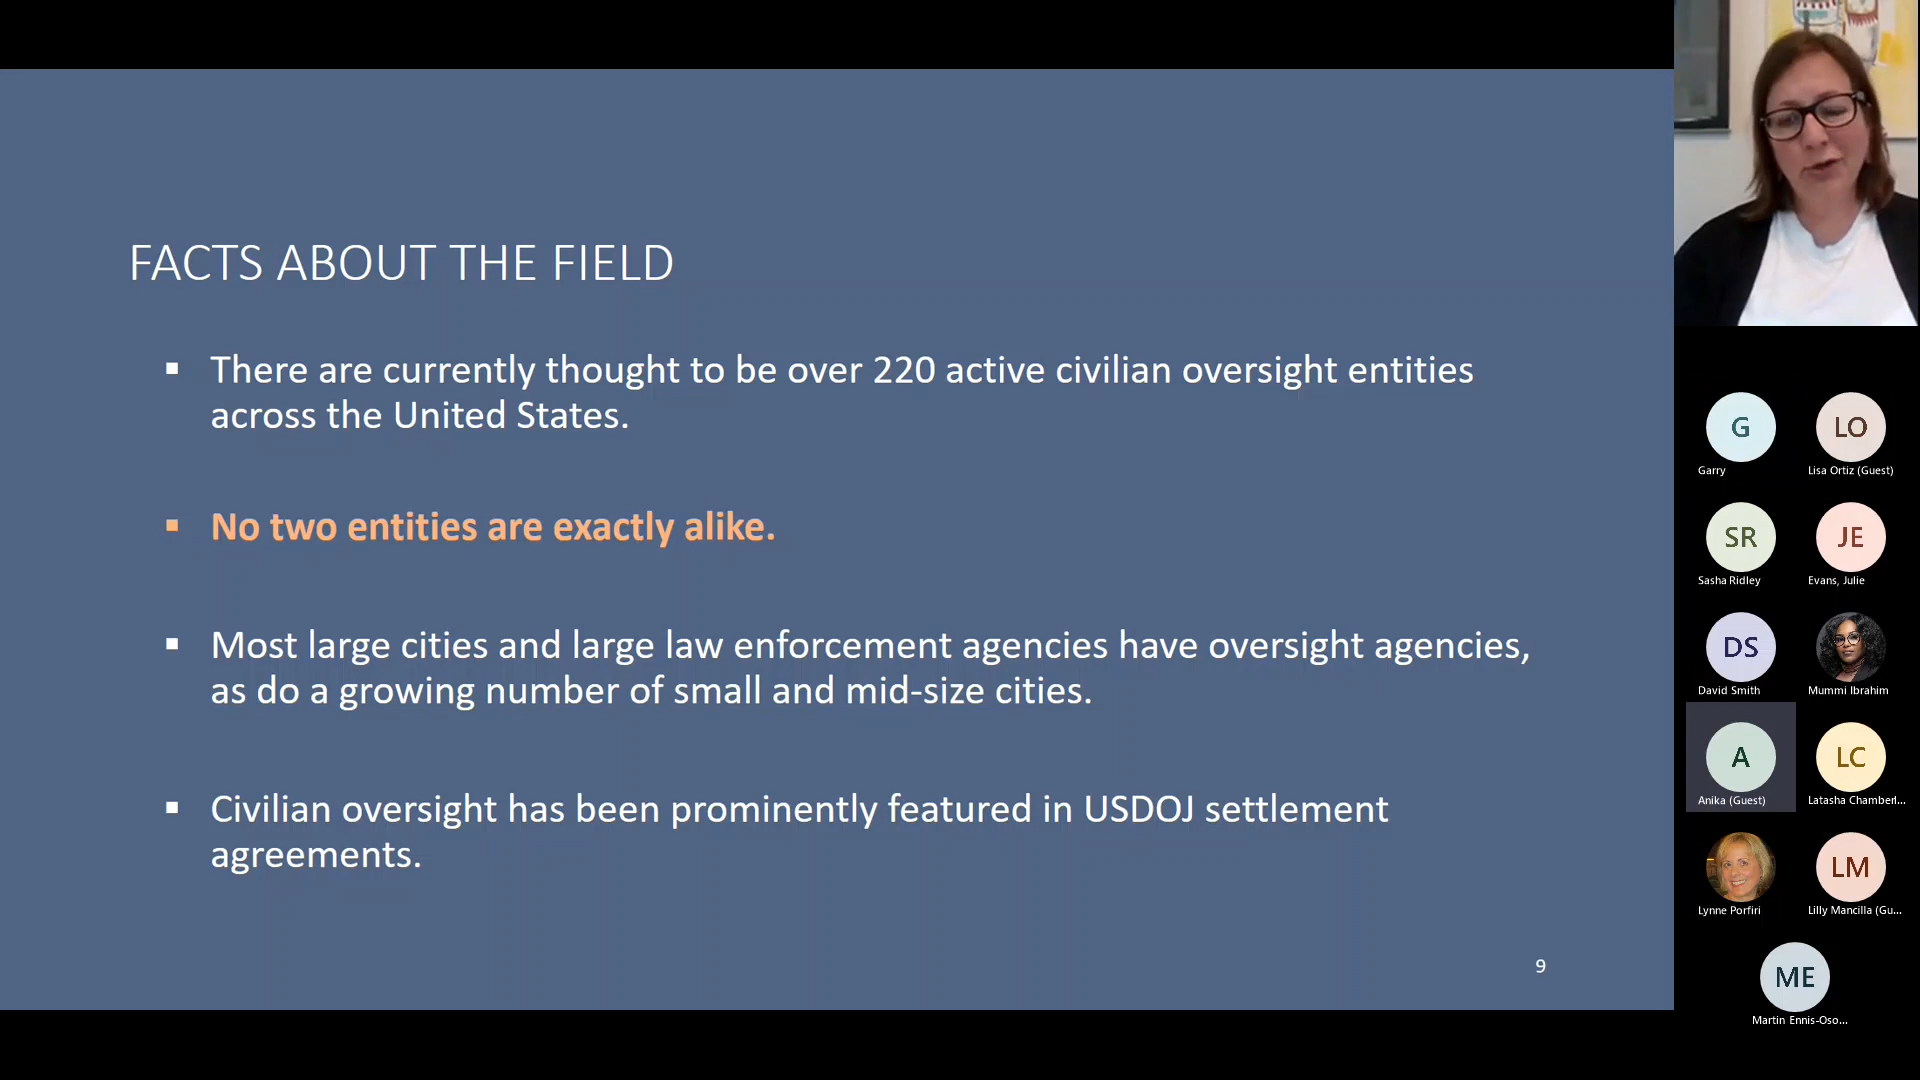 FACTS ABOUT THE FIELD
▪ There are currently thought to be over 220 active civilian oversight entities
across the United States.
▪ No two entities are exactly alike.
▪ Most large cities and large law enforcement agencies have oversight agencies,
as do a growing number of small and mid-size cities.
▪ Civilian oversight has been prominently featured in USDOJ settlement
agreements.
9
G
Garry
LO
Lisa Ortiz (Guest)
SR
Sasha Ridley
JE
Evans, Julie
DS
David Smith
Mummi Ibrahim
A
Anika (Guest)
LC
Latasha Chamberl...
Lynne Porfiri
LM
Lilly Mancilla (Gu...
ME
Martin Ennis-Oso...